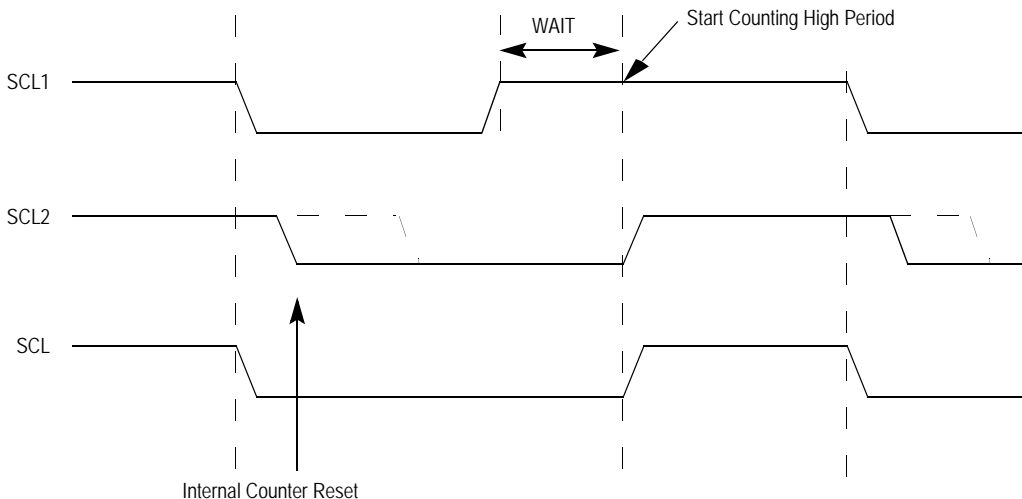 Start Counting High Period
WAIT
SCL1
SCL2
SCL
Internal Counter Reset